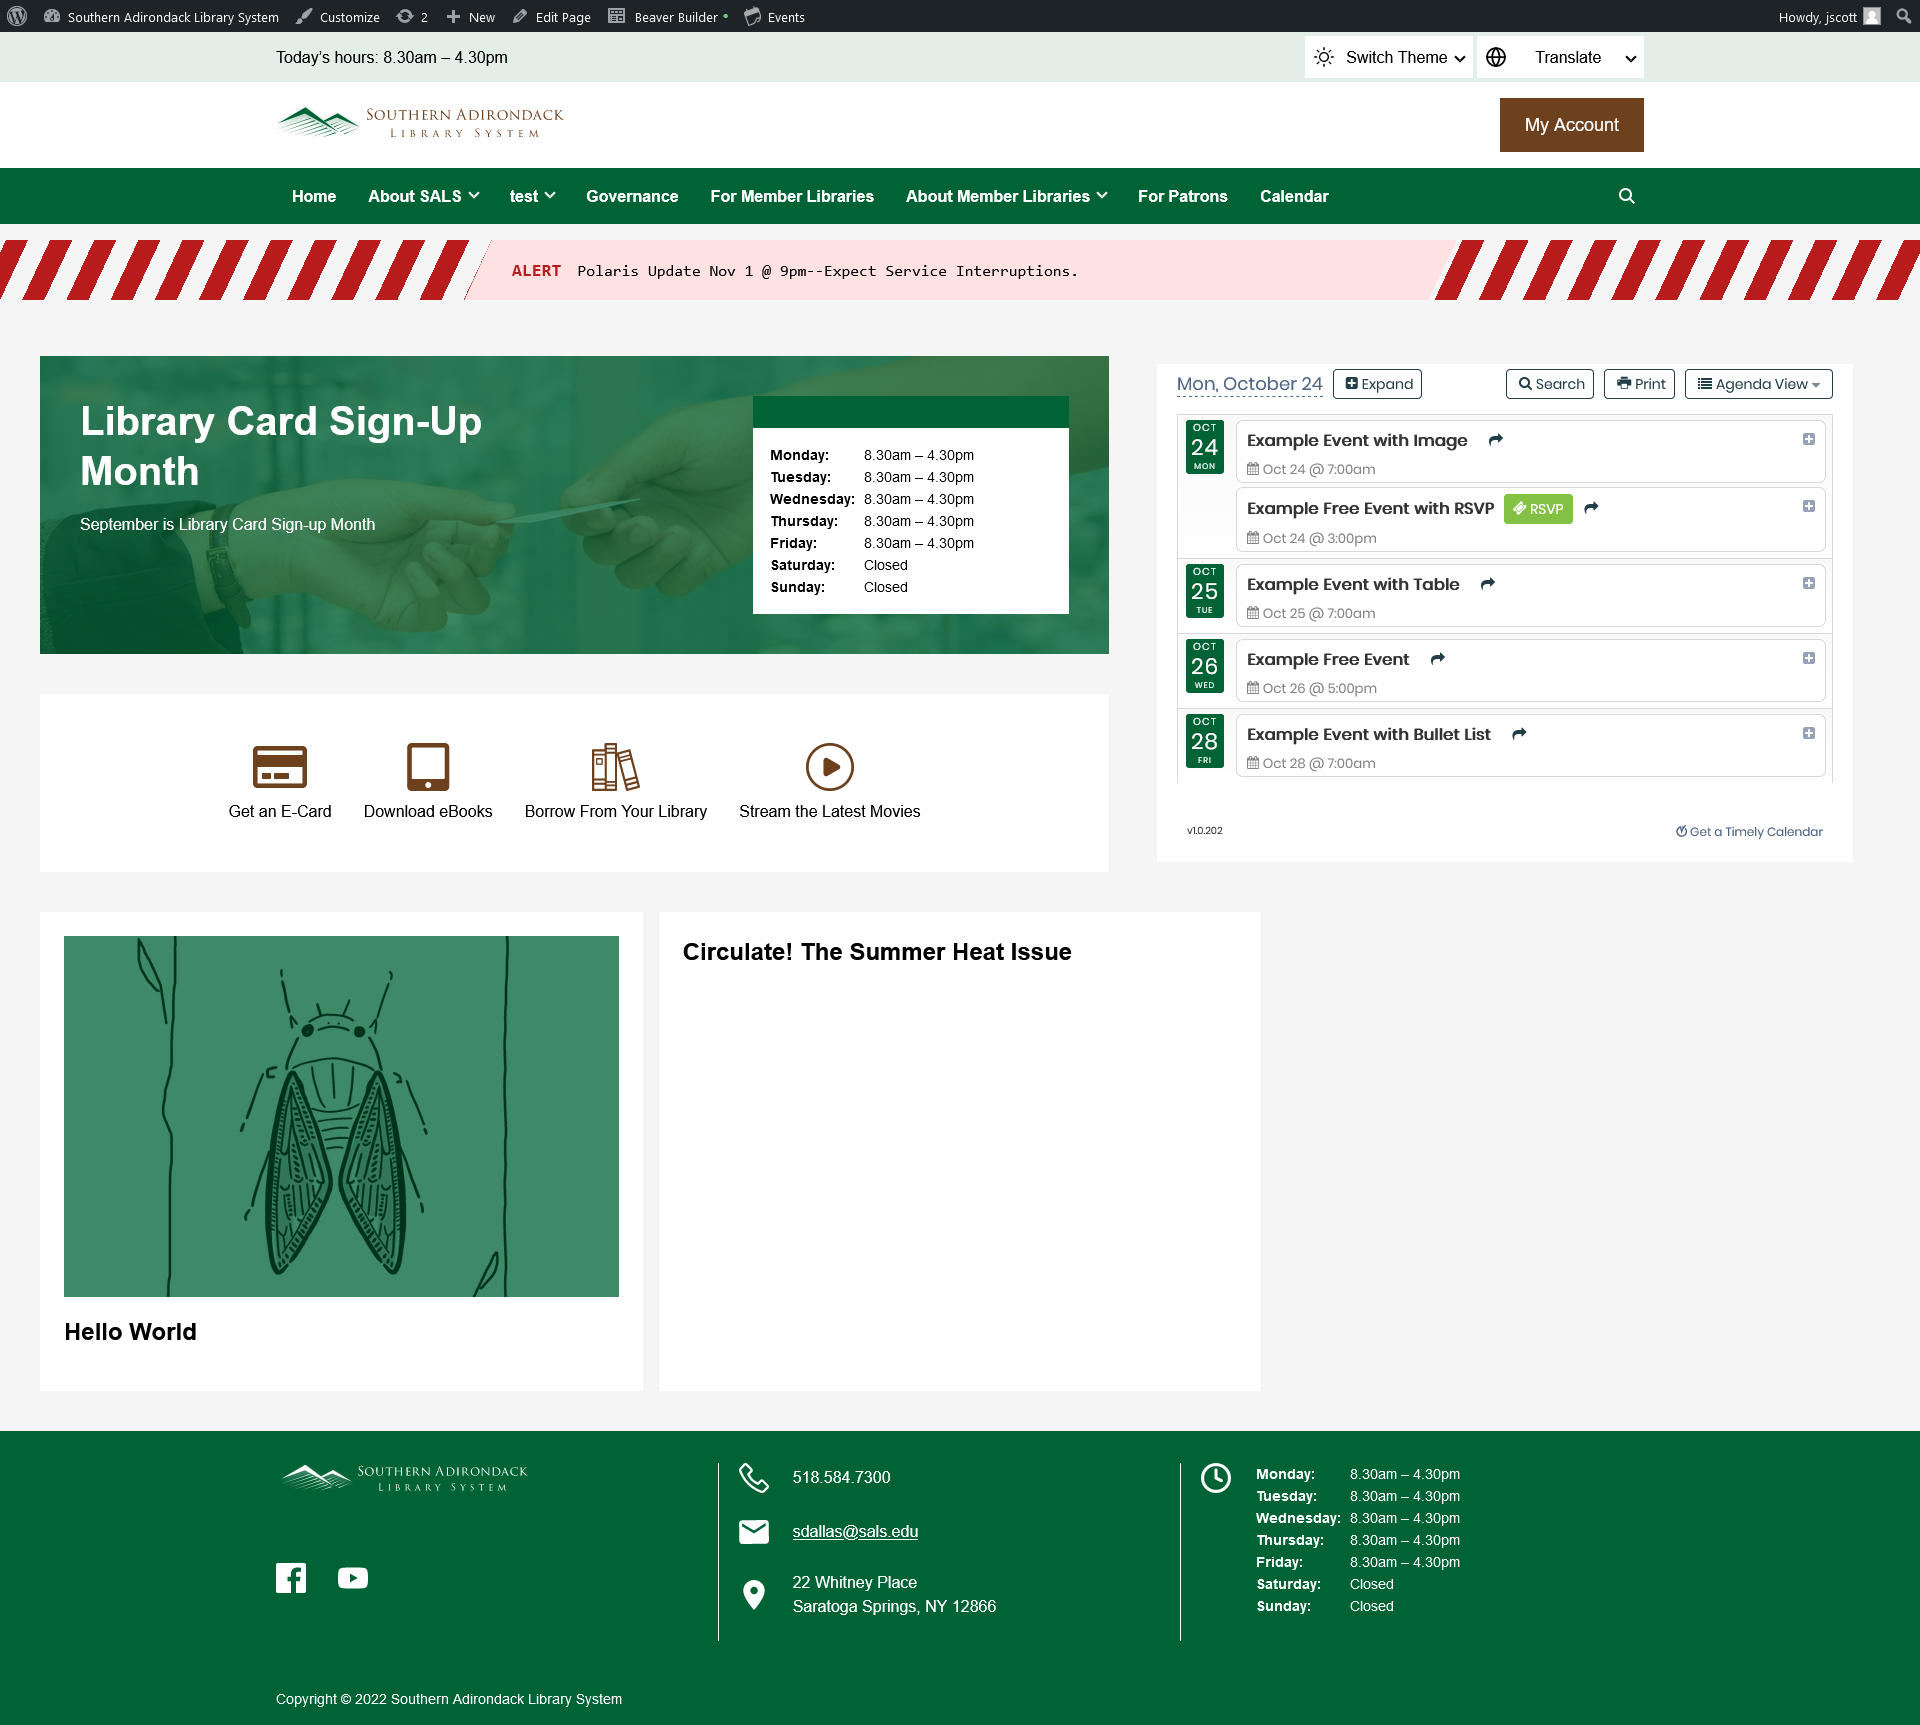 Southern Adirondack Library System Customize 2 New Edit Page Beaver Builder Events Howdy, jscott
Today's hours: 8.30am – 4.30pm
Switch Theme
Translate
SOUTHERN ADIRONDACK
LIBRARY SYSTEM
My Account
Home About SALS test Governance For Member Libraries About Member Libraries For Patrons Calendar
ALERT Polaris Update Nov 1 @ 9pm--Expect Service Interruptions.
Library Card Sign-Up
Month
September is Library Card Sign-up Month
Monday: 8.30am – 4.30pm
Tuesday: 8.30am – 4.30pm
Wednesday: 8.30am – 4.30pm
Thursday: 8.30am – 4.30pm
Friday: 8.30am – 4.30pm
Saturday: Closed
Sunday: Closed
Get an E-Card
Download eBooks
Borrow From Your Library
Stream the Latest Movies
Mon, October 24 Expand Search Print Agenda View
OCT
24
MON
Example Event with Image
Oct 24 @ 7:00am
Example Free Event with RSVP RSVP
Oct 24 @ 3:00pm
OCT
25
TUE
Example Event with Table
Oct 25 @ 7:00am
OCT
26
WED
Example Free Event
Oct 26 @ 5:00pm
OCT
28
FRI
Example Event with Bullet List
Oct 28 @ 7:00am
v1.0.202
Get a Timely Calendar
Hello World
Circulate! The Summer Heat Issue
SOUTHERN ADIRONDACK
LIBRARY SYSTEM
518.584.7300
sdallas@sals.edu
22 Whitney Place
Saratoga Springs, NY 12866
Monday: 8.30am – 4.30pm
Tuesday: 8.30am – 4.30pm
Wednesday: 8.30am – 4.30pm
Thursday: 8.30am – 4.30pm
Friday: 8.30am – 4.30pm
Saturday: Closed
Sunday: Closed
Copyright © 2022 Southern Adirondack Library System